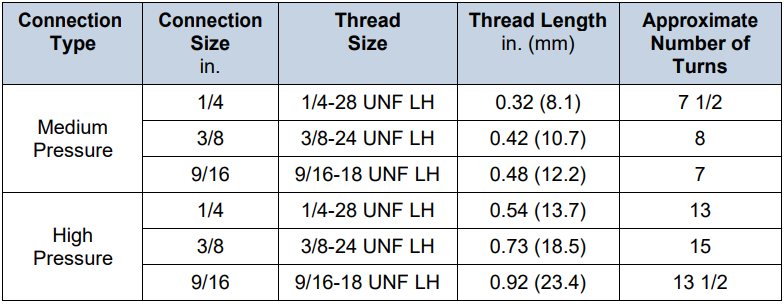 Connection Type | Connection Size in. | Thread Size | Thread Length in. (mm) | Approximate Number of Turns
Medium Pressure | 1/4 | 1/4-28 UNF LH | 0.32 (8.1) | 7 1/2
3/8 | 3/8-24 UNF LH | 0.42 (10.7) | 8
9/16 | 9/16-18 UNF LH | 0.48 (12.2) | 7
High Pressure | 1/4 | 1/4-28 UNF LH | 0.54 (13.7) | 13
3/8 | 3/8-24 UNF LH | 0.73 (18.5) | 15
9/16 | 9/16-18 UNF LH | 0.92 (23.4) | 13 1/2